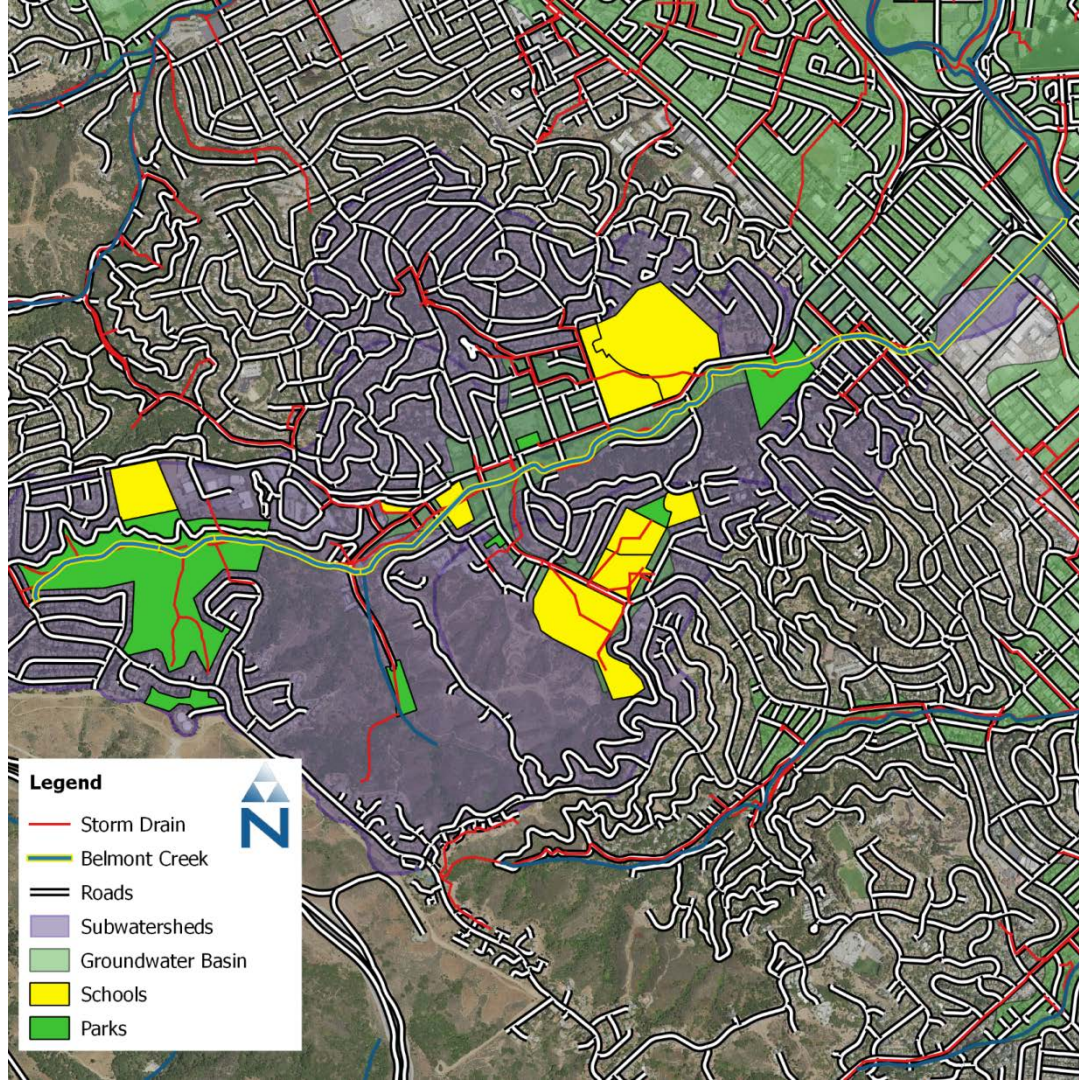 Legend
N
Storm Drain
Belmont Creek
Roads
Subwatersheds
Groundwater Basin
Schools
Parks